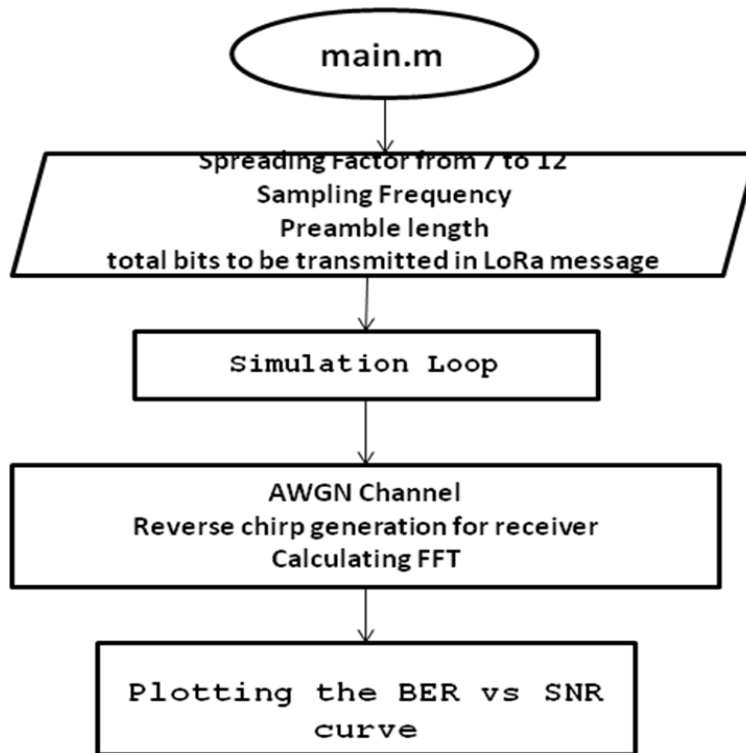 main.m
Spreading Factor from 7 to 12
Sampling Frequency
Preamble length
total bits to be transmitted in LoRa message
Simulation Loop
AWGN Channel
Reverse chirp generation for receiver
Calculating FFT
Plotting the BER vs SNR
curve